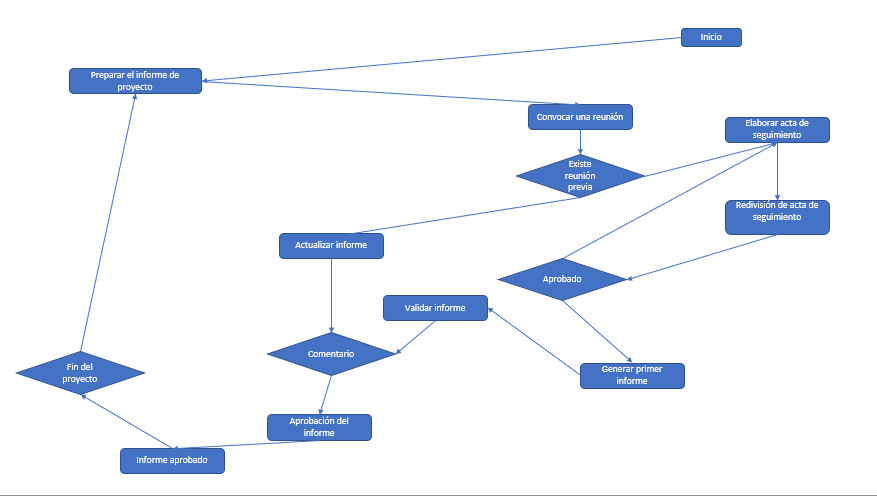 Inicio
Preparar el informe de
proyecto
Convocar una reunión
Elaborar acta de
seguimiento
Existe
reunión
previa
Redivisión de acta de
seguimiento
Actualizar informe
Aprobado
Validar informe
Comentario
Fin del
proyecto
Generar primer
informe
Aprobación del
informe
Informe aprobado